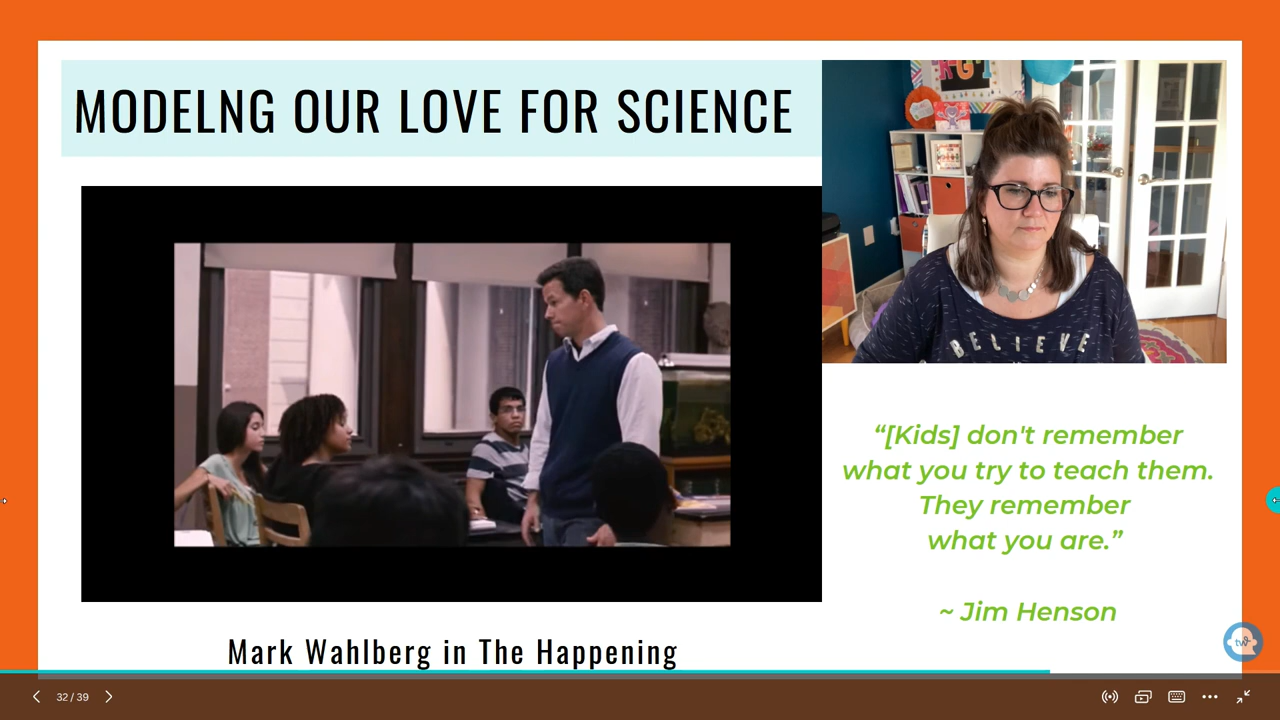 MODELNG OUR LOVE FOR SCIENCE
BELIEVE
“[Kids] don't remember
what you try to teach them.
They remember
what you are.”
~ Jim Henson
Mark Wahlberg in The Happening
tw
32 / 39